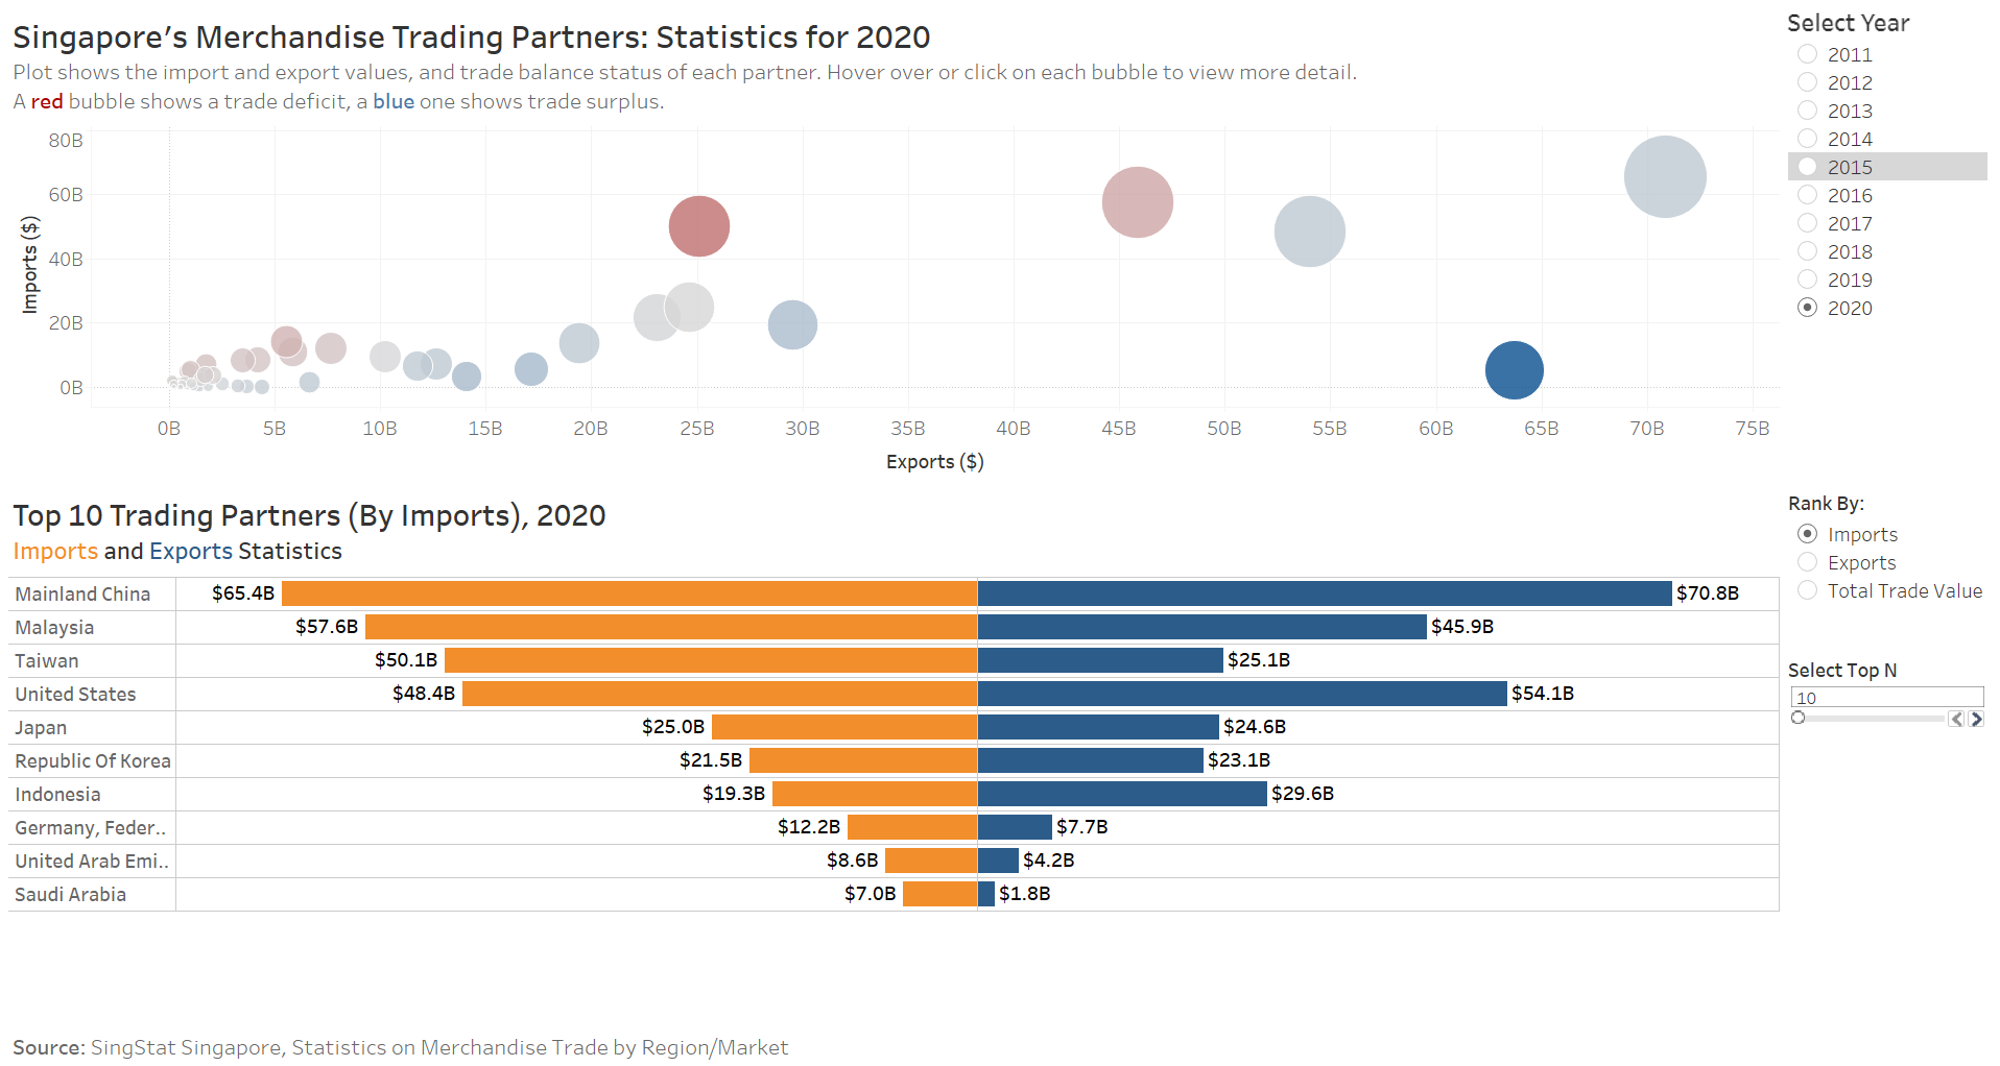 Singapore's Merchandise Trading Partners: Statistics for 2020
Plot shows the import and export values, and trade balance status of each partner. Hover over or click on each bubble to view more detail.
A red bubble shows a trade deficit, a blue one shows trade surplus.
Imports ($)
80B
60B
40B
20B
0B
0B 5B 10B 15B 20B 25B 30B 35B 40B 45B 50B 55B 60B 65B 70B 75B
Exports ($)
Select Year
2011
2012
2013
2014
2015
2016
2017
2018
2019
2020
Top 10 Trading Partners (By Imports), 2020
Imports and Exports Statistics
Mainland China $65.4B $70.8B
Malaysia $57.6B $45.9B
Taiwan $50.1B $25.1B
United States $48.4B $54.1B
Japan $25.0B $24.6B
Republic Of Korea $21.5B $23.1B
Indonesia $19.3B $29.6B
Germany, Feder.. $12.2B $7.7B
United Arab Emi.. $8.6B $4.2B
Saudi Arabia $7.0B $1.8B
Rank By:
Imports
Exports
Total Trade Value
Select Top N
10
Source: SingStat Singapore, Statistics on Merchandise Trade by Region/Market